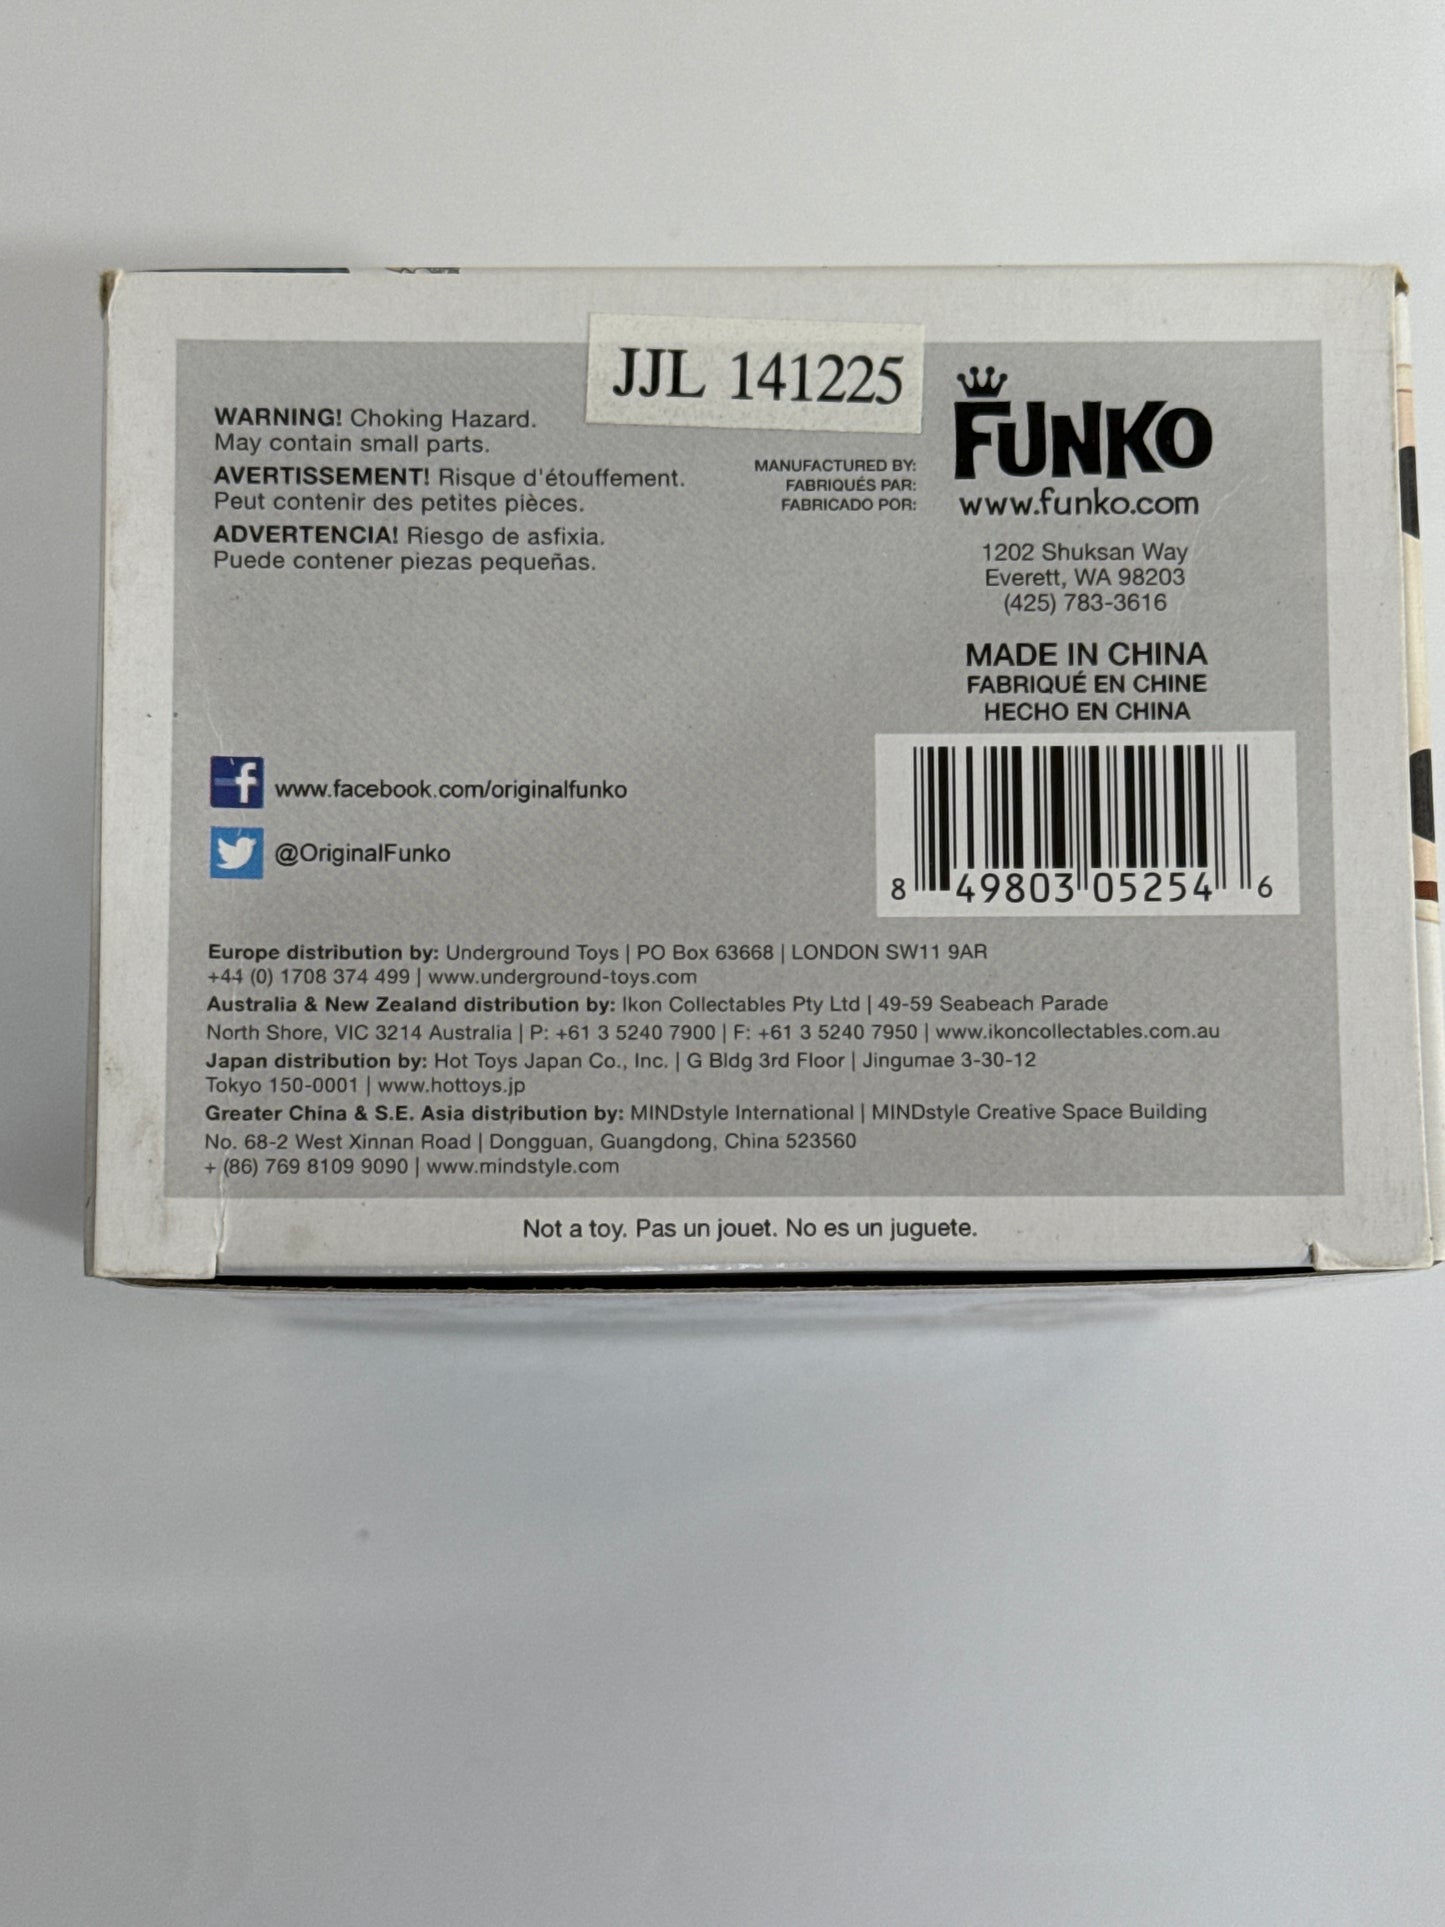 JJL 141225
WARNING! Choking Hazard.
May contain small parts.
AVERTISSEMENT! Risque d'étouffement.
Peut contenir des petites pièces.
ADVERTENCIA! Riesgo de asfixia.
Puede contener piezas pequeñas.
MANUFACTURED BY:
FABRIQUÉS PAR:
FABRICADO POR:
FUNKO
www.funko.com
1202 Shuksan Way
Everett, WA 98203
(425) 783-3616
MADE IN CHINA
FABRIQUÉ EN CHINE
HECHO EN CHINA
f www.facebook.com/originalfunko
@OriginalFunko
8 49803 05254 6
Europe distribution by: Underground Toys | PO Box 63668 | LONDON SW11 9AR
+44 (0) 1708 374 499 | www.underground-toys.com
Australia & New Zealand distribution by: Ikon Collectables Pty Ltd | 49-59 Seabeach Parade
North Shore, VIC 3214 Australia | P: +61 3 5240 7900 | F: +61 3 5240 7950 | www.ikoncollectables.com.au
Japan distribution by: Hot Toys Japan Co., Inc. | G Bldg 3rd Floor | Jingumae 3-30-12
Tokyo 150-0001 | www.hottoys.jp
Greater China & S.E. Asia distribution by: MINDstyle International | MINDstyle Creative Space Building
No. 68-2 West Xinnan Road | Dongguan, Guangdong, China 523560
+ (86) 769 8109 9090 | www.mindstyle.com
Not a toy. Pas un jouet. No es un juguete.